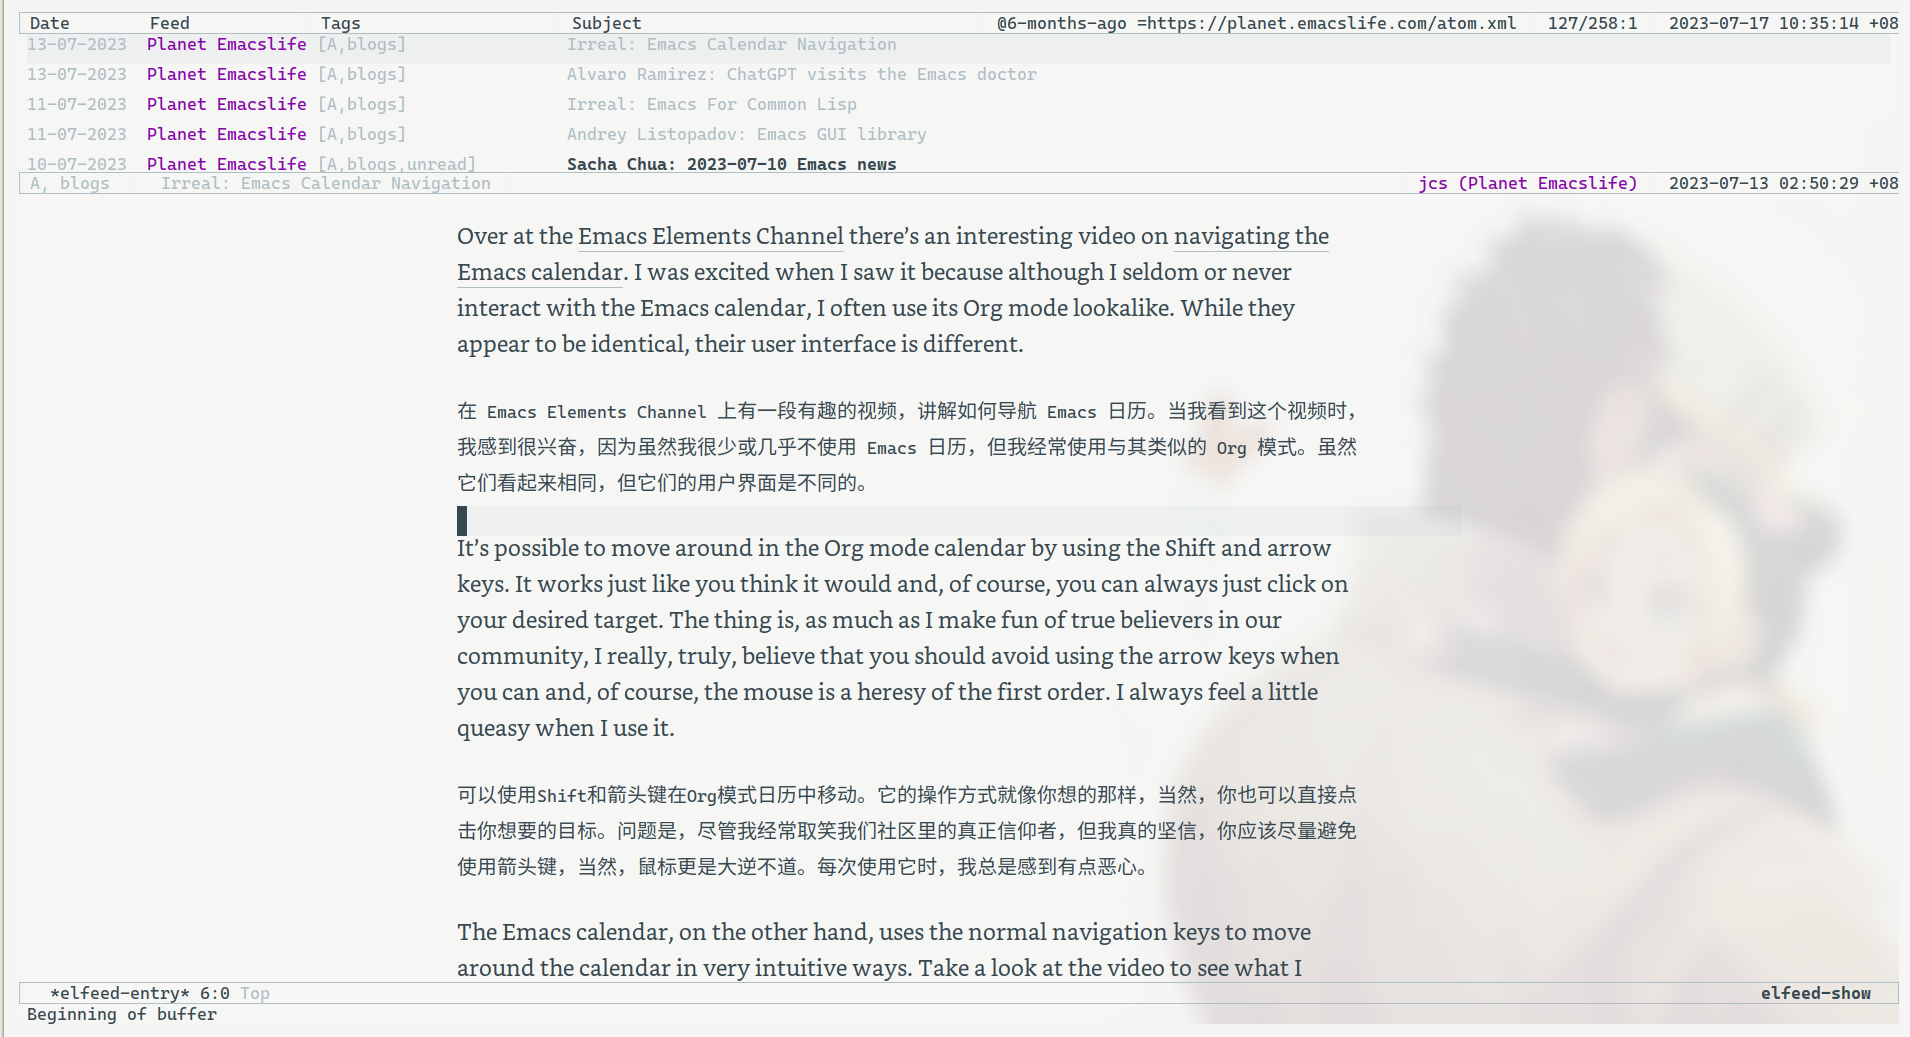 Date Feed Tags Subject @6-months-ago =https://planet.emacslife.com/atom.xml 127/258:1 2023-07-17 10:35:14 +08
13-07-2023 Planet Emacslife [A,blogs] Irreal: Emacs Calendar Navigation
13-07-2023 Planet Emacslife [A,blogs] Alvaro Ramirez: ChatGPT visits the Emacs doctor
11-07-2023 Planet Emacslife [A,blogs] Irreal: Emacs For Common Lisp
11-07-2023 Planet Emacslife [A,blogs] Andrey Listopadov: Emacs GUI library
10-07-2023 Planet Emacslife [A,blogs,unread] Sacha Chua: 2023-07-10 Emacs news
A, blogs Irreal: Emacs Calendar Navigation jcs (Planet Emacslife) 2023-07-13 02:50:29 +08
Over at the Emacs Elements Channel there’s an interesting video on navigating the
Emacs calendar. I was excited when I saw it because although I seldom or never
interact with the Emacs calendar, I often use its Org mode lookalike. While they
appear to be identical, their user interface is different.
在 Emacs Elements Channel 上有一段有趣的视频，讲解如何导航 Emacs 日历。当我看到这个视频时，
我感到很兴奋，因为虽然我很少或几乎不使用 Emacs 日历，但我经常使用与其类似的 Org 模式。虽然
它们看起来相同，但它们的用户界面是不同的。
It’s possible to move around in the Org mode calendar by using the Shift and arrow
keys. It works just like you think it would and, of course, you can always just click on
your desired target. The thing is, as much as I make fun of true believers in our
community, I really, truly, believe that you should avoid using the arrow keys when
you can and, of course, the mouse is a heresy of the first order. I always feel a little
queasy when I use it.
可以使用Shift和箭头键在Org模式日历中移动。它的操作方式就像你想的那样，当然，你也可以直接点
击你想要的目标。问题是，尽管我经常取笑我们社区里的真正信仰者，但我真的坚信，你应该尽量避免
使用箭头键，当然，鼠标更是大逆不道。每次使用它时，我总是感到有点恶心。
The Emacs calendar, on the other hand, uses the normal navigation keys to move
around the calendar in very intuitive ways. Take a look at the video to see what I
*elfeed-entry* 6:0 Top elfeed-show
Beginning of buffer